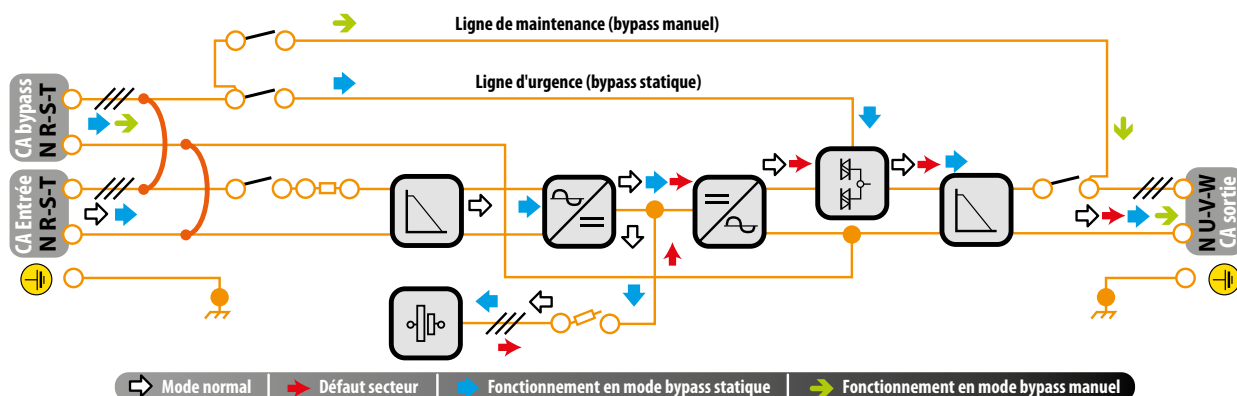 Ligne de maintenance (bypass manuel)
Ligne d'urgence (bypass statique)
CA bypass
N R-S-T
CA Entrée
N R-S-T
N U-V-W
CA sortie
Mode normal
Défaut secteur
Fonctionnement en mode bypass statique
Fonctionnement en mode bypass manuel